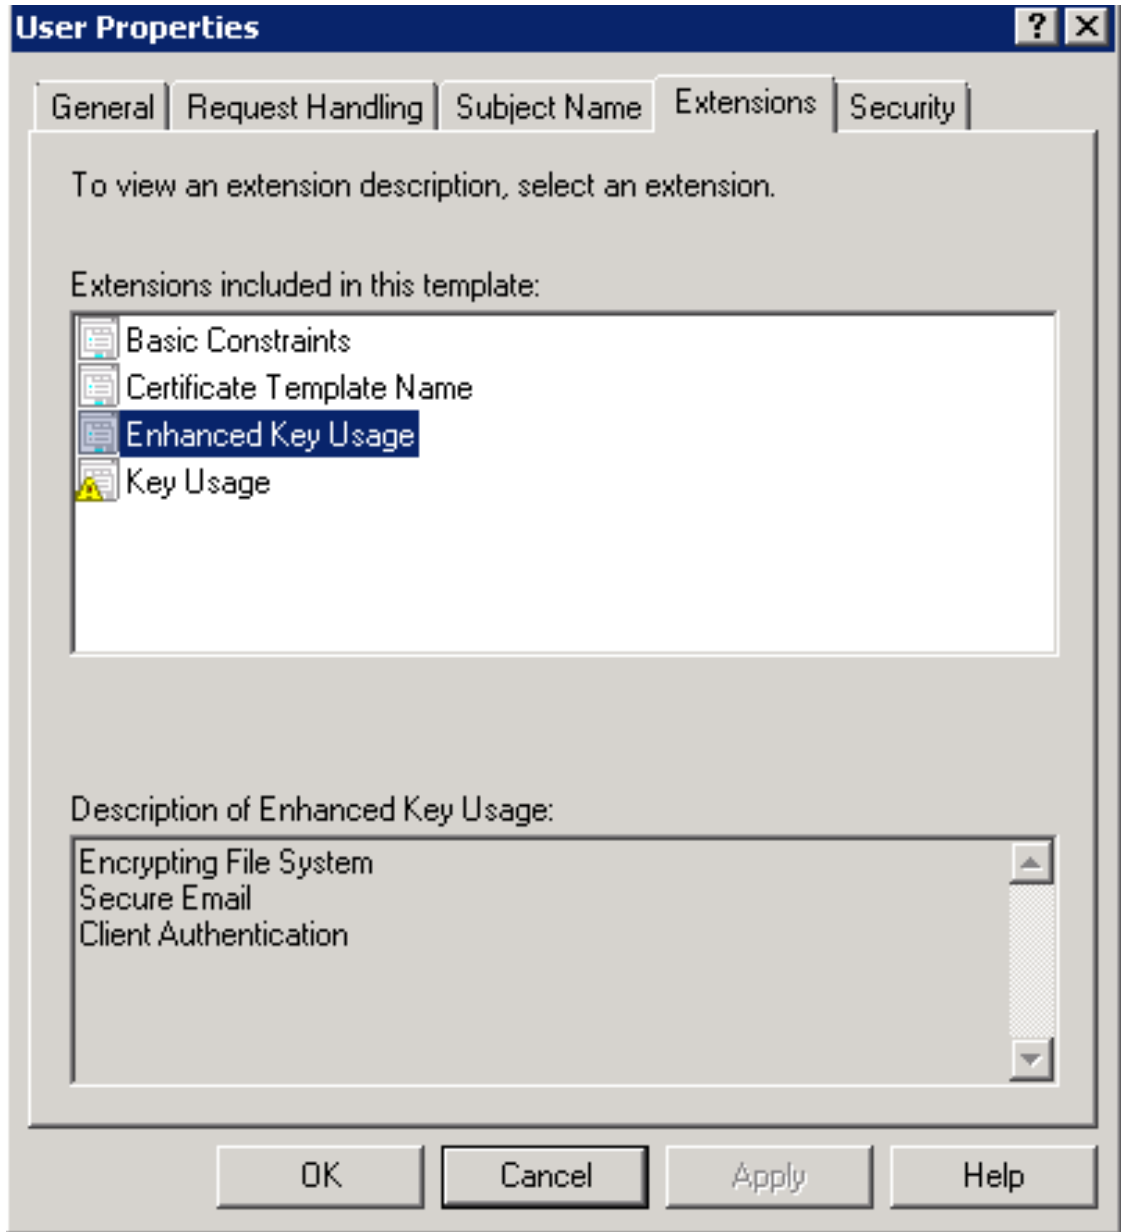 User Properties
General
Request Handling
Subject Name
Extensions
Security
To view an extension description, select an extension.
Extensions included in this template:
Basic Constraints
Certificate Template Name
Enhanced Key Usage
Key Usage
Description of Enhanced Key Usage:
Encrypting File System
Secure Email
Client Authentication
OK
Cancel
Apply
Help